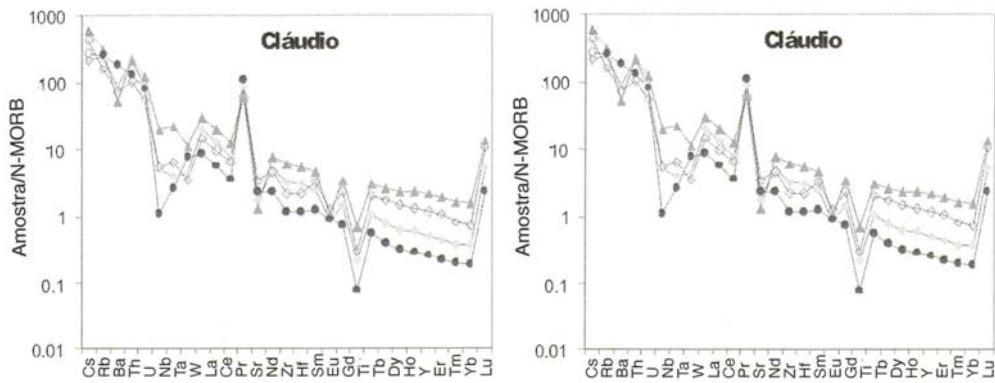 Cláudio
Amostra/N-MORB
1000
100
10
1
0.1
0.01
Cs Rb Ba Th U Nb Ta W La Ce Pr Sr Nd Zr Hf Sm Eu Gd Ti Tb Dy Ho Y Er Tm Yb Lu
Cláudio
Amostra/N-MORB
1000
100
10
1
0.1
0.01
Cs Rb Ba Th U Nb Ta W La Ce Pr Sr Nd Zr Hf Sm Eu Gd Ti Tb Dy Ho Y Er Tm Yb Lu